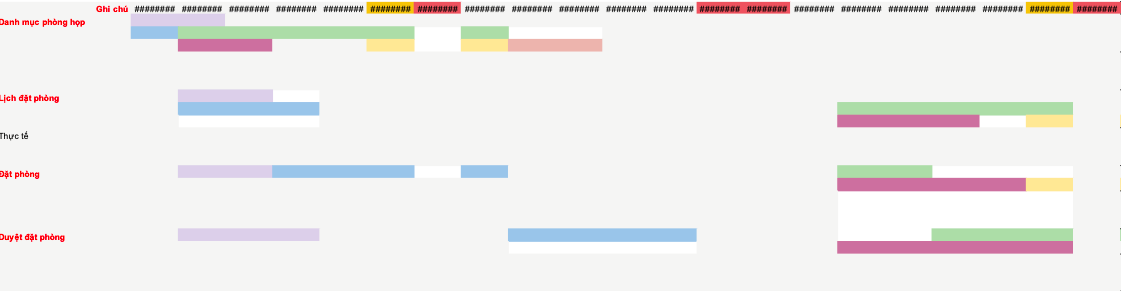 Ghi chú ######## ######## ######## ######## ######## ######## ######## ######## ######## ######## ######## ######## ######## ######## ######## ######## ######## ######## ######## ######## ########
Danh mục phòng họp
Lịch đặt phòng
Thực tế
Đặt phòng
Duyệt đặt phòng